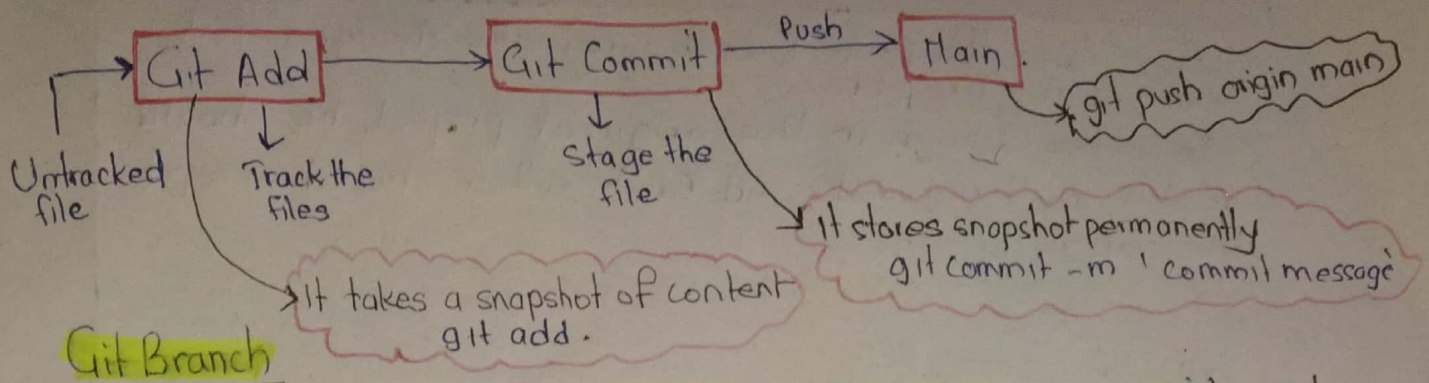 Git Add
Git Commit
Push
Main.
git push origin main
Untracked
file
Track the
files
Stage the
file
It stores snapshot permanently
git commit -m 'commit message'
It takes a snapshot of content
git add .
Git Branch